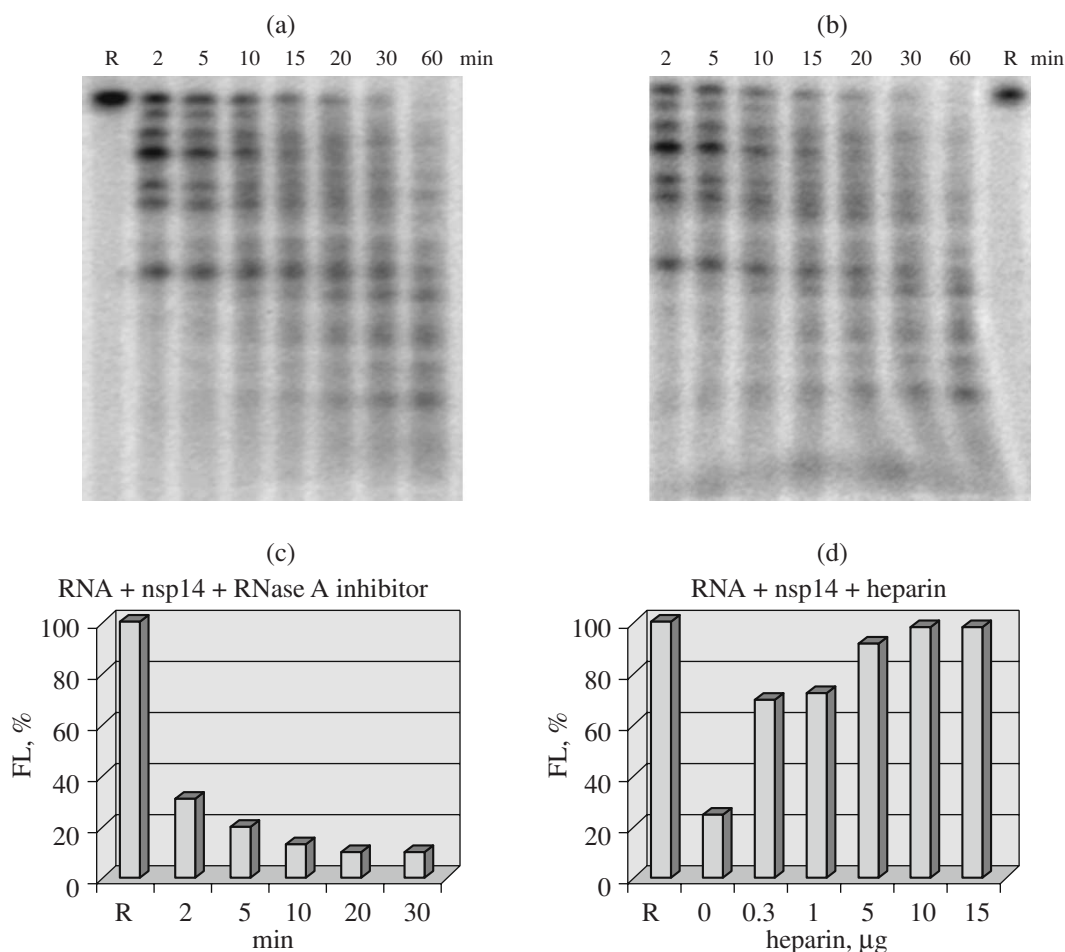 (a)
R 2 5 10 15 20 30 60 min
(b)
2 5 10 15 20 30 60 R min
(c)
RNA + nsp14 + RNase A inhibitor
FL, %
100
80
60
40
20
0
R 2 5 10 20 30
min
(d)
RNA + nsp14 + heparin
FL, %
100
80
60
40
20
0
R 0 0.3 1 5 10 15
heparin, μg